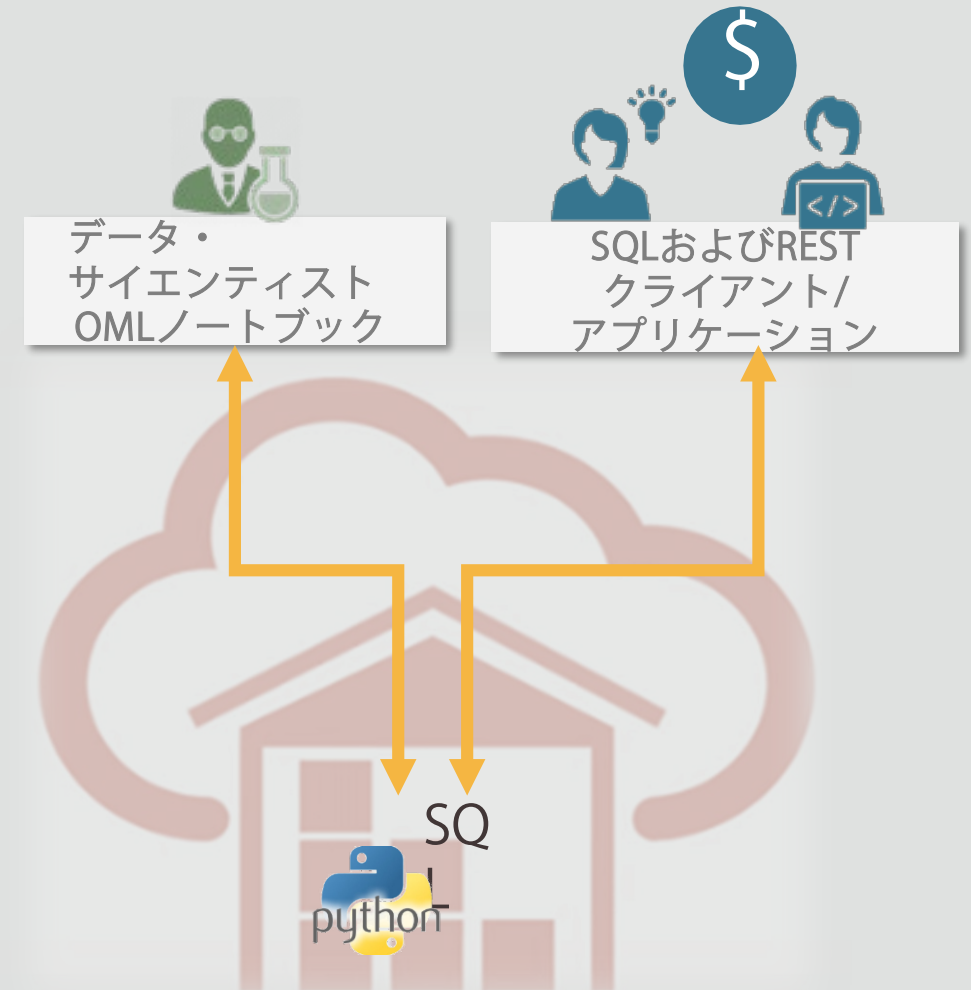 $
</>
データ・
サイエンティスト
OMLノートブック
SQLおよびREST
クライアント/
アプリケーション
SQ
L
python